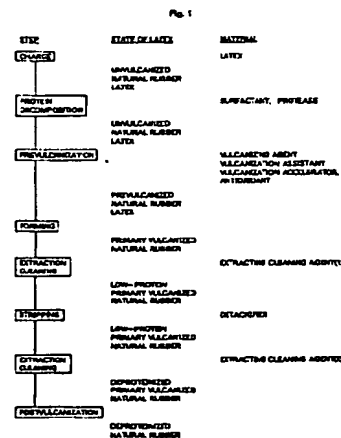 Fig. 1
STEP STATE OF LATEX MATERIAL
CHARGE LATEX
UNVULCANIZED
NATURAL RUBBER
LATEX
PROTEIN SURFACTANT, PROTEASE
DECOMPOSITION
UNVULCANIZED
NATURAL RUBBER
LATEX
PREVULCANIZATION VULCANIZING AGENT
VULCANIZATION ASSISTANT
VULCANIZATION ACCELERATOR,
ANTIOXIDANT
PREVULCANIZED
NATURAL RUBBER
LATEX
FORMING
PRIMARY VULCANIZED
NATURAL RUBBER
EXTRACTION EXTRACTING CLEANING
CLEANING
LOW-PROTEIN
PRIMARY VULCANIZED
NATURAL RUBBER
STRIPPING DETACKIFIER
LOW-PROTEIN
PRIMARY VULCANIZED
NATURAL RUBBER
EXTRACTION EXTRACTING CLEANING
CLEANING
DEPROTEINIZED
PRIMARY VULCANIZED
NATURAL RUBBER
POSTVULCANIZATION
DEPROTEINIZED
NATURAL RUBBER